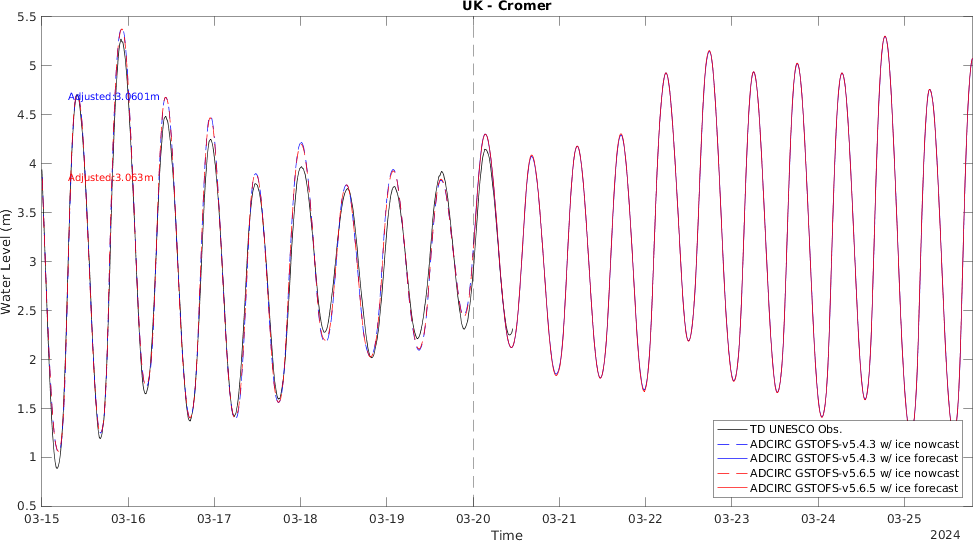 UK - Cromer
5.5
5
4.5
4
3.5
3
2.5
2
1.5
1
0.5
Water Level (m)
Adjusted:3.0601m
Adjusted:3.063m
TD UNESCO Obs.
ADCIRC GSTOFS-v5.4.3 w/ ice nowcast
ADCIRC GSTOFS-v5.4.3 w/ ice forecast
ADCIRC GSTOFS-v5.6.5 w/ ice nowcast
ADCIRC GSTOFS-v5.6.5 w/ ice forecast
03-15 03-16 03-17 03-18 03-19 03-20 03-21 03-22 03-23 03-24 03-25
Time
2024